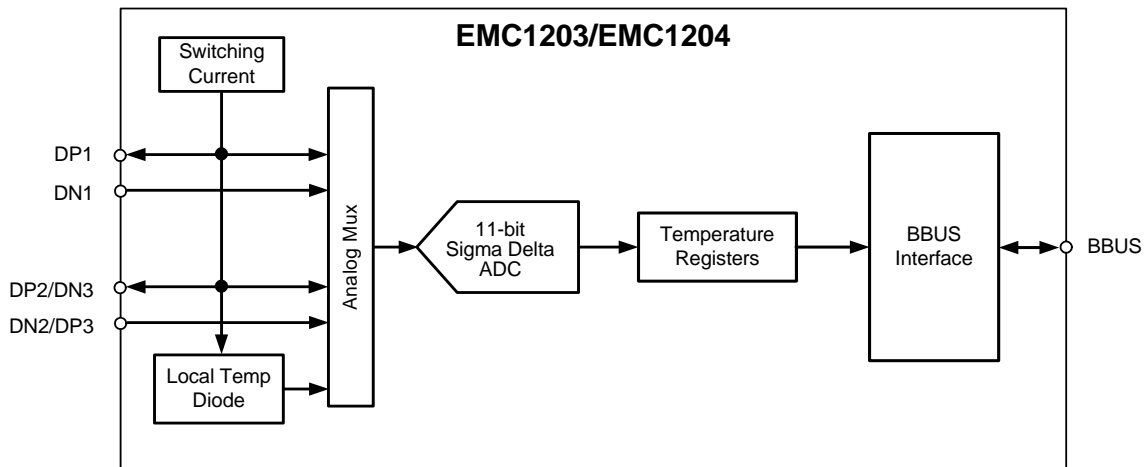 EMC1203/EMC1204
Switching
Current
DP1
DN1
DP2/DN3
DN2/DP3
Local Temp
Diode
Analog Mux
11-bit
Sigma Delta
ADC
Temperature
Registers
BBUS
Interface
BBUS